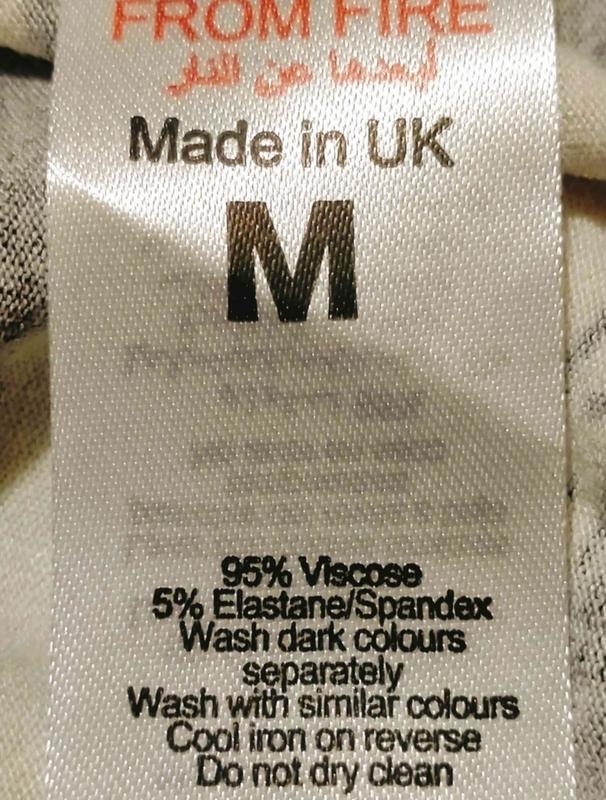 FROM FIRE
أبعدها عن النار
Made in UK
M
95% Viscose
5% Elastane/Spandex
Wash dark colours
separately
Wash with similar colours
Cool iron on reverse
Do not dry clean